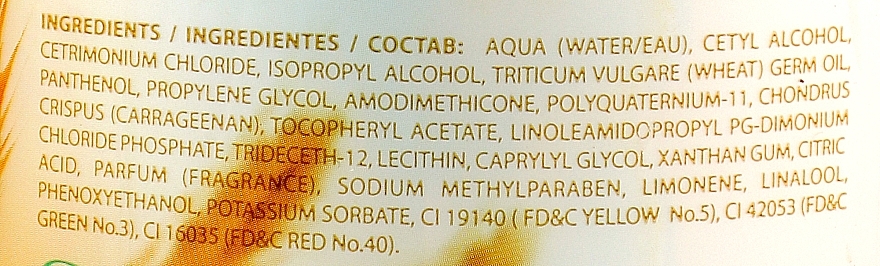 INGREDIENTS / INGREDIENTES / СОСТАВ: AQUA (WATER/EAU), CETYL ALCOHOL,
CETRIMONIUM CHLORIDE, ISOPROPYL ALCOHOL, TRITICUM VULGARE (WHEAT) GERM OIL,
PANTHENOL, PROPYLENE GLYCOL, AMODIMETHICONE, POLYQUATERNIUM-11, CHONDRUS
CRISPUS (CARRAGEENAN), TOCOPHERYL ACETATE, LINOLEAMIDOPROPYL PG-DIMONIUM
CHLORIDE PHOSPHATE, TRIDECETH-12, LECITHIN, CAPRYLYL GLYCOL, XANTHAN GUM, CITRIC
ACID, PARFUM (FRAGRANCE), SODIUM METHYLPARABEN, LIMONENE, LINALOOL,
PHENOXYETHANOL, POTASSIUM SORBATE, CI 19140 ( FD&C YELLOW No.5), CI 42053 (FD&C
GREEN No.3), CI 16035 (FD&C RED No.40).